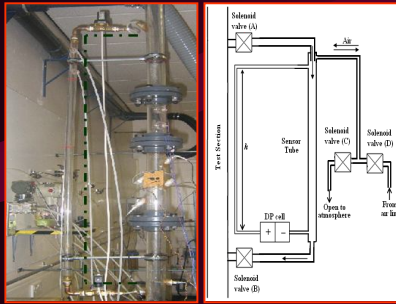 Solenoid
valve (A)
Air
Test Section
h
Sensor
Tube
Solenoid
valve (C)
Solenoid
valve (D)
Open to
atmosphere
From
air lin
DP cell
+ −
Solenoid
valve (B)